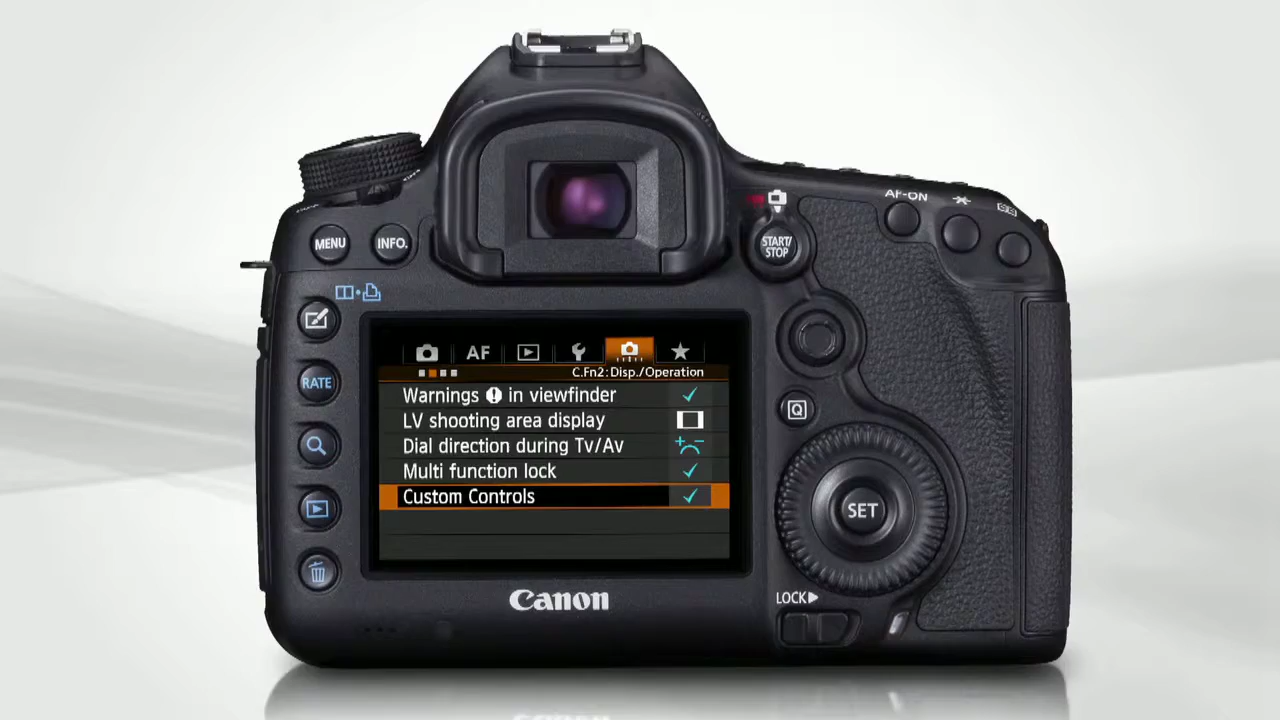 AF-ON
MENU
INFO.
START/
STOP
RATE
AF
C.Fn2:Disp./Operation
Warnings in viewfinder
LV shooting area display
Dial direction during Tv/Av
Multi function lock
Custom Controls
Q
SET
LOCK
Canon